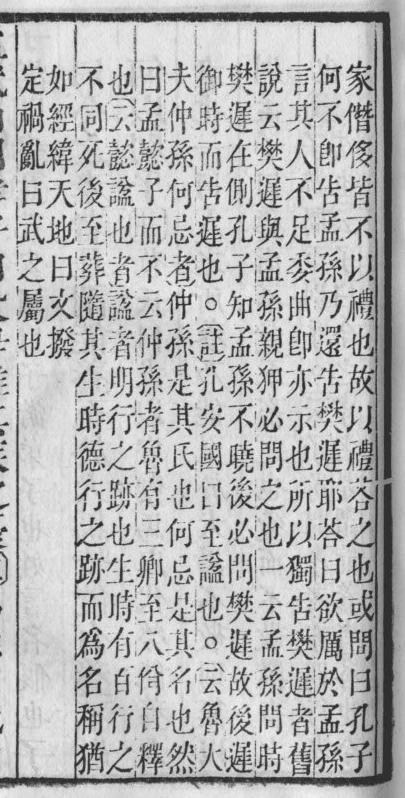 家僭侈皆不以禮也故以禮荅之也或問曰孔子
何不卽告孟孫乃還告樊遲耶荅曰欲厲於孟孫
言其人不足委曲卽亦示也所以獨告樊遲者舊
說云樊遲與孟孫親狎必問之也一云孟孫問時
樊遲在側孔子知孟孫不曉後必問樊遲故後遲
御時而告遲也○註孔安國曰至諡也○云魯大
夫仲孫何忌者仲孫是其氏也何忌是其名也然
曰孟懿子而不云仲孫者魯有三卿至八佾自釋
也云懿諡也者諡者明行之跡也生時有百行之
不同死後至葬隨其生時德行之跡而爲名稱猶
如經緯天地曰文撥
定禍亂曰武之屬也